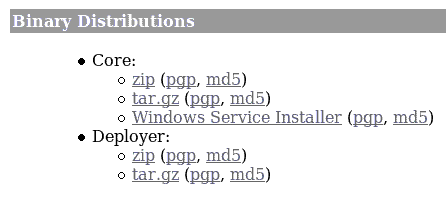 Binary Distributions
Core:
zip (pgp, md5)
tar.gz (pgp, md5)
Windows Service Installer (pgp, md5)
Deployer:
zip (pgp, md5)
tar.gz (pgp, md5)